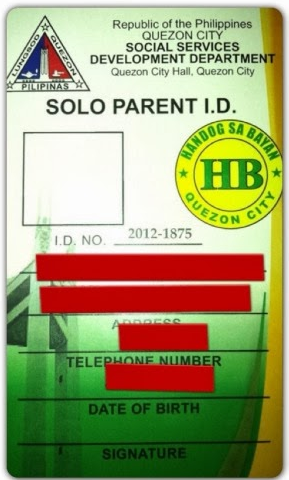 Republic of the Philippines
QUEZON CITY
SOCIAL SERVICES
DEVELOPMENT DEPARTMENT
Quezon City Hall, Quezon City
LUNGSOD QUEZON
PILIPINAS
SOLO PARENT I.D.
HANDOG SA BAYAN
HB
QUEZON CITY
I.D. NO. 2012-1875
ADDRESS
TELEPHONE NUMBER
DATE OF BIRTH
SIGNATURE